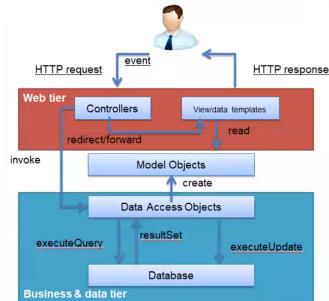 event
HTTP request
HTTP response
Web tier
Controllers
View/data templates
redirect/forward
read
invoke
Model Objects
create
Data Access Objects
executeQuery
resultSet
executeUpdate
Database
Business & data tier